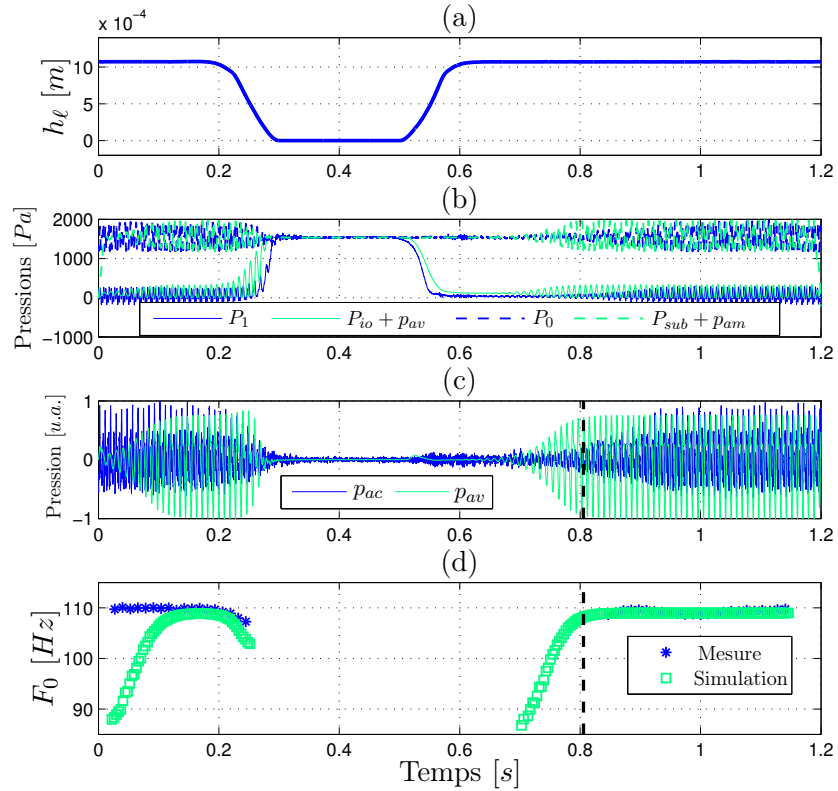 (a)
x 10⁻⁴
10
5
0
h_ℓ [m]
0 0.2 0.4 0.6 0.8 1 1.2
(b)
2000
1000
0
−1000
Pressions [Pa]
P_1 P_io + p_av P_0 P_sub + p_am
0 0.2 0.4 0.6 0.8 1 1.2
(c)
1
0
−1
Pression [u.a.]
p_ac p_av
0 0.2 0.4 0.6 0.8 1 1.2
(d)
110
100
90
F_0 [Hz]
Mesure
Simulation
0 0.2 0.4 0.6 0.8 1 1.2
Temps [s]